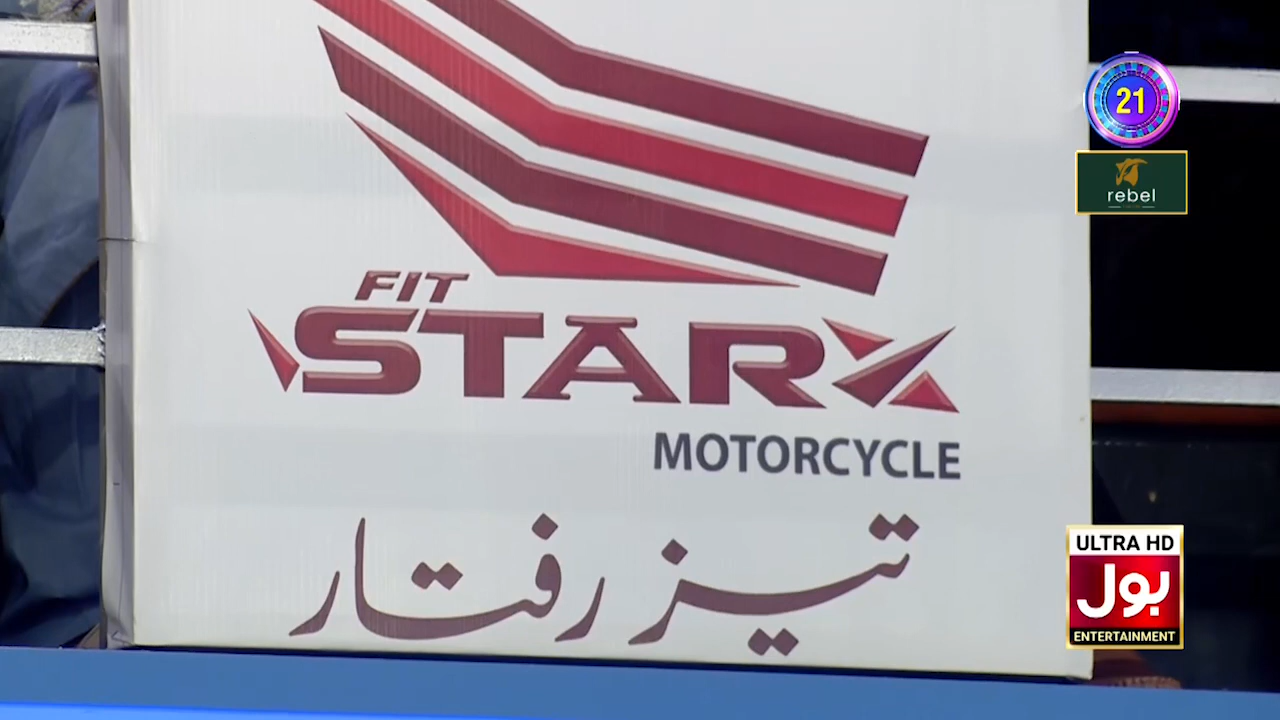 21
rebel
FIT
STAR
MOTORCYCLE
تیز رفتار
ULTRA HD
بول
ENTERTAINMENT